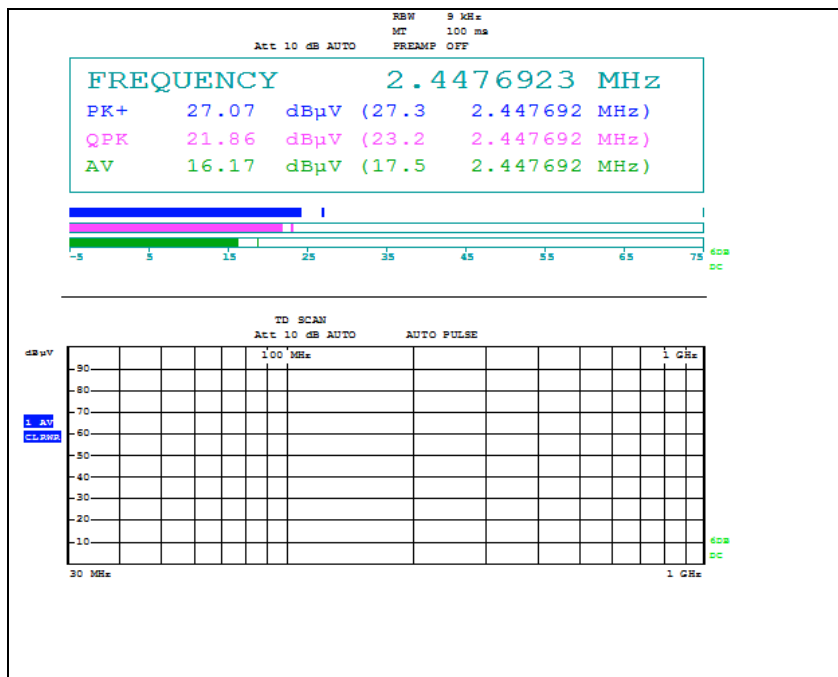 RBW 9 kHz
MT 100 ms
Att 10 dB AUTO PREAMP OFF
FREQUENCY 2.4476923 MHz
PK+ 27.07 dBµV (27.3 2.447692 MHz)
QPK 21.86 dBµV (23.2 2.447692 MHz)
AV 16.17 dBµV (17.5 2.447692 MHz)
-5 5 15 25 35 45 55 65 75
6DB
DC
TD SCAN
Att 10 dB AUTO AUTO PULSE
dBµV
100 MHz 1 GHz
90
80
70
1 AV
CLRWR
60
50
40
30
20
10
6DB
DC
30 MHz 1 GHz